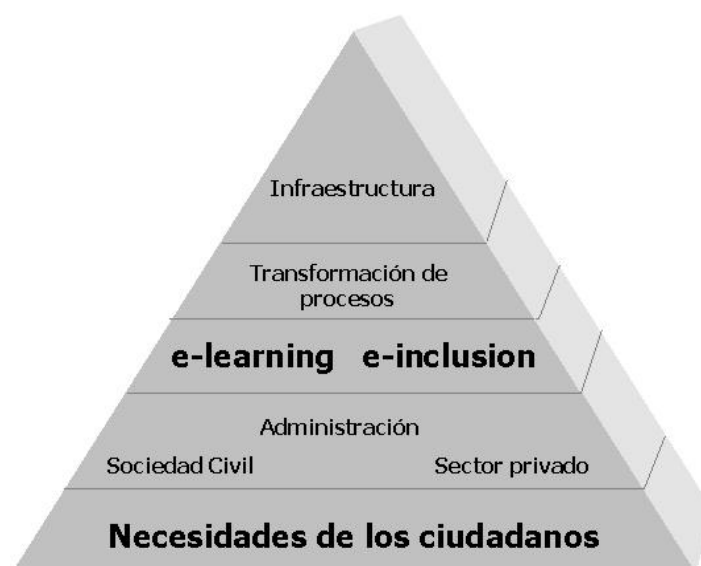 Infraestructura
Transformación de
procesos
e-learning e-inclusion
Administración
Sociedad Civil Sector privado
Necesidades de los ciudadanos